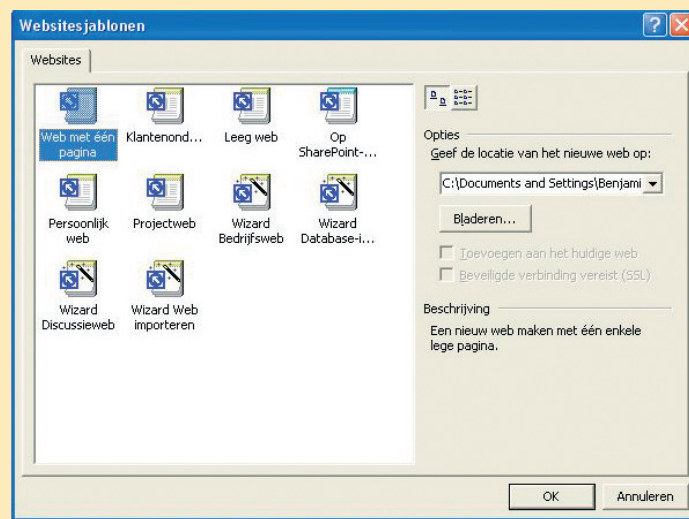 Websitesjablonen
Websites
Web met één
pagina
Klantenond...
Leeg web
Op
SharePoint-...
Persoonlijk
web
Projectweb
Wizard
Bedrijfsweb
Wizard
Database-i...
Wizard
Discussieweb
Wizard Web
importeren
Opties
Geef de locatie van het nieuwe web op:
C:\Documents and Settings\Benjami
Bladeren...
Toevoegen aan het huidige web
Beveiligde verbinding vereist (SSL)
Beschrijving
Een nieuw web maken met één enkele
lege pagina.
OK
Annuleren